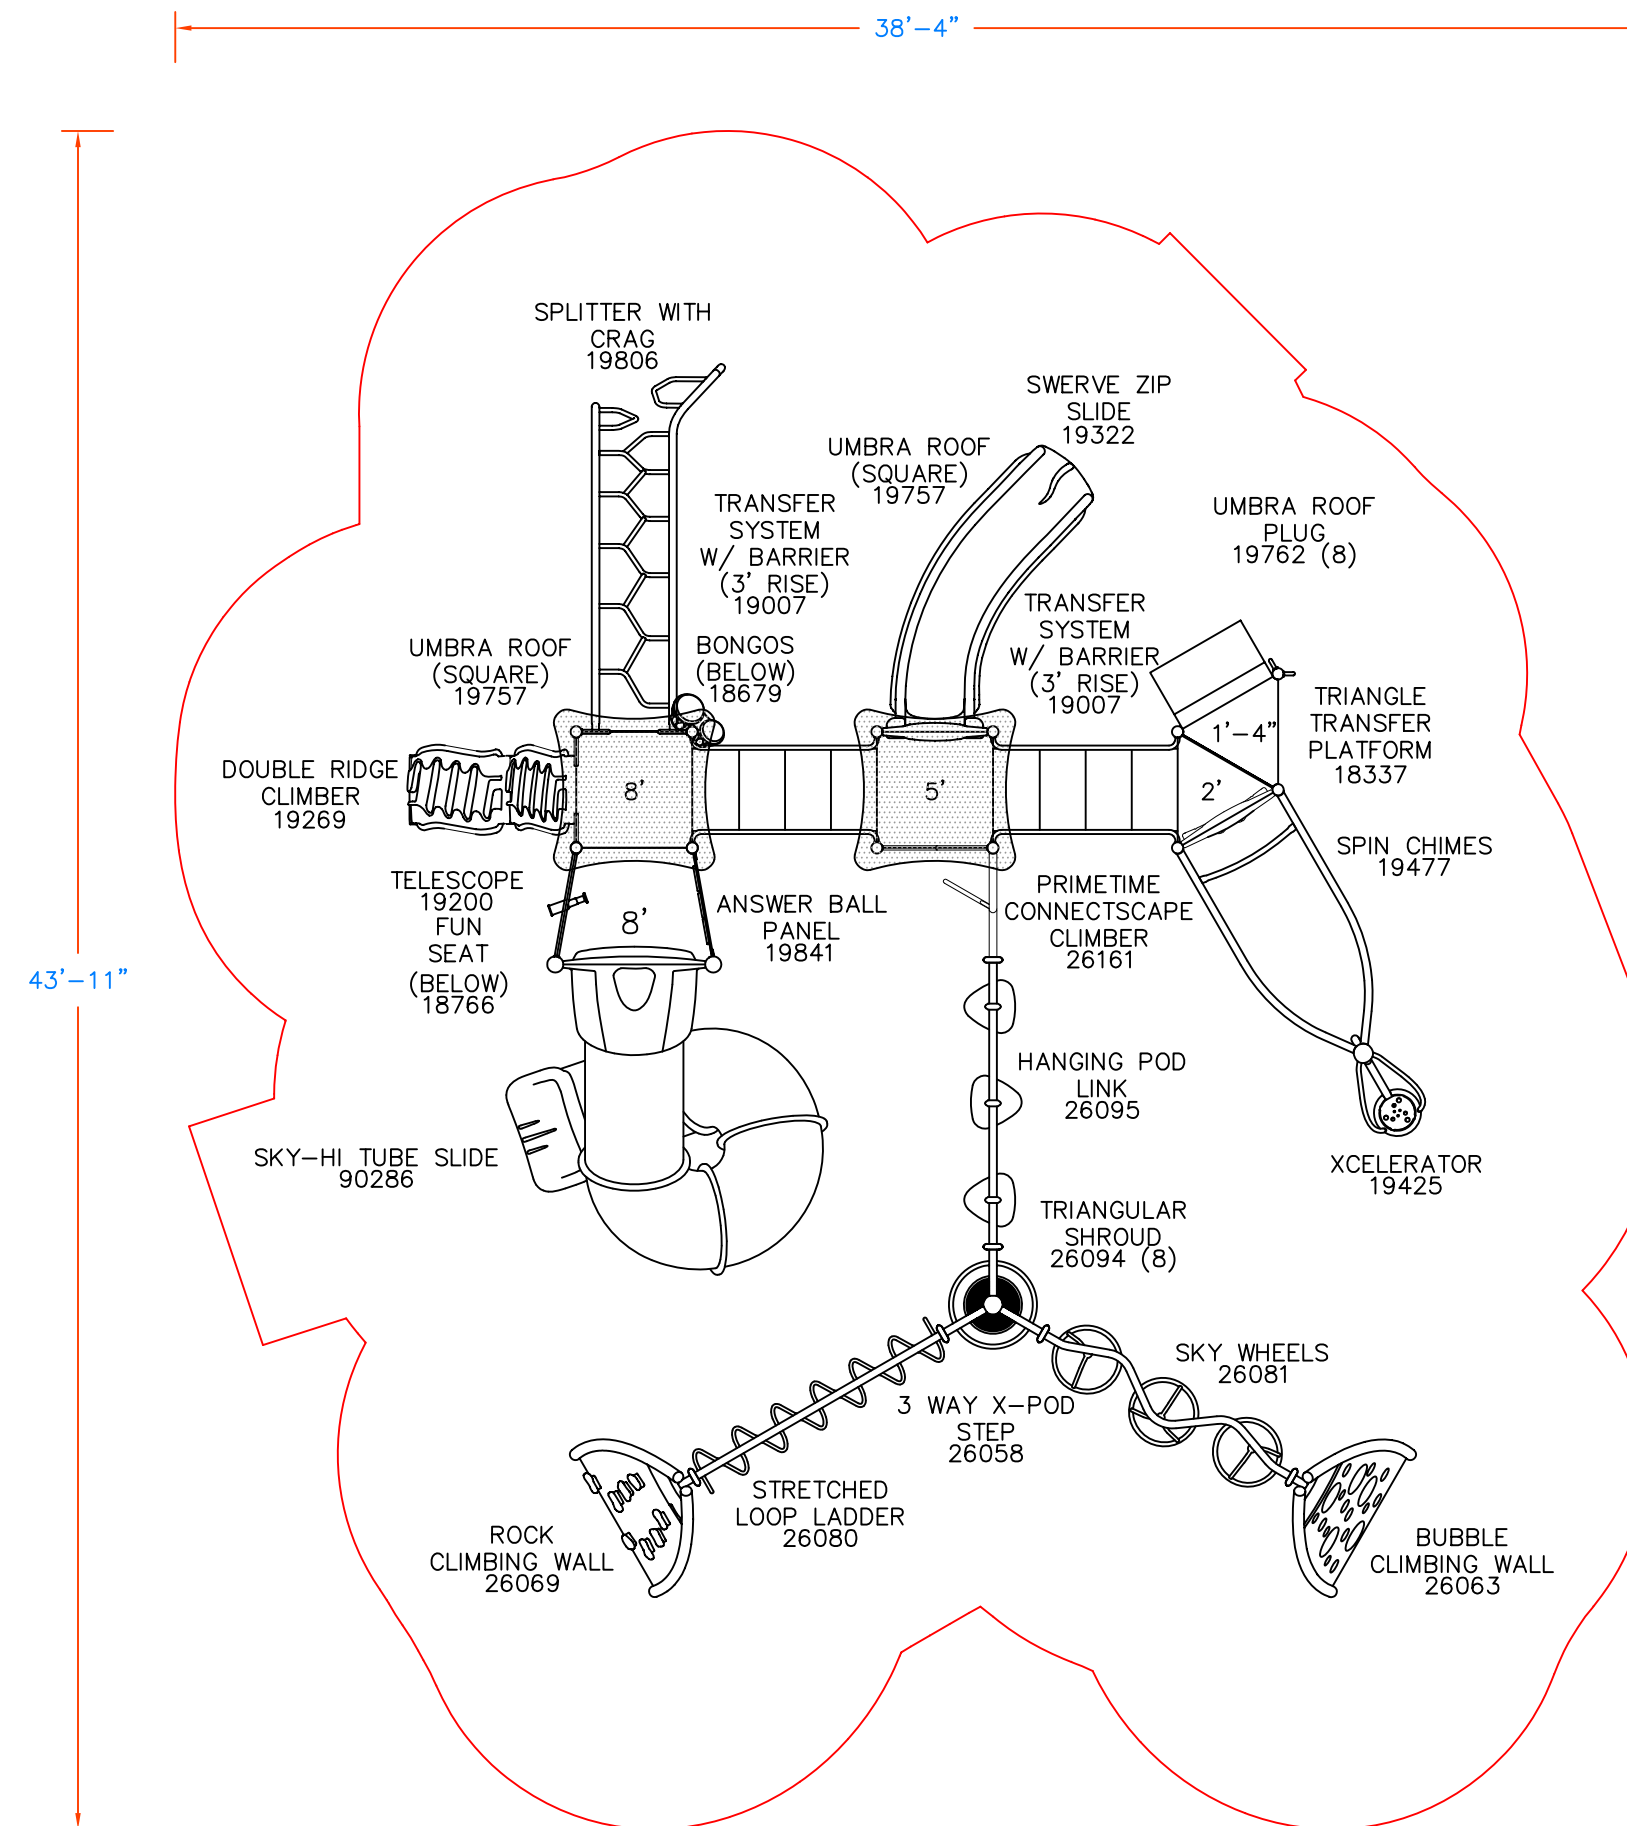 38'-4"
SPLITTER WITH
CRAG
19806
SWERVE ZIP
SLIDE
19322
UMBRA ROOF
(SQUARE)
19757
TRANSFER
SYSTEM
W/ BARRIER
(3' RISE)
19007
UMBRA ROOF
PLUG
19762 (8)
TRANSFER
SYSTEM
W/ BARRIER
(3' RISE)
19007
UMBRA ROOF
(SQUARE)
19757
BONGOS
(BELOW)
18679
TRIANGLE
TRANSFER
PLATFORM
18337
1'-4"
DOUBLE RIDGE
CLIMBER
19269
8'
5'
2'
SPIN CHIMES
19477
TELESCOPE
19200
FUN
SEAT
(BELOW)
18766
8'
ANSWER BALL
PANEL
19841
PRIMETIME
CONNECTSCAPE
CLIMBER
26161
43'-11"
HANGING POD
LINK
26095
SKY-HI TUBE SLIDE
90286
XCELERATOR
19425
TRIANGULAR
SHROUD
26094 (8)
SKY WHEELS
26081
3 WAY X-POD
STEP
26058
STRETCHED
LOOP LADDER
26080
ROCK
CLIMBING WALL
26069
BUBBLE
CLIMBING WALL
26063